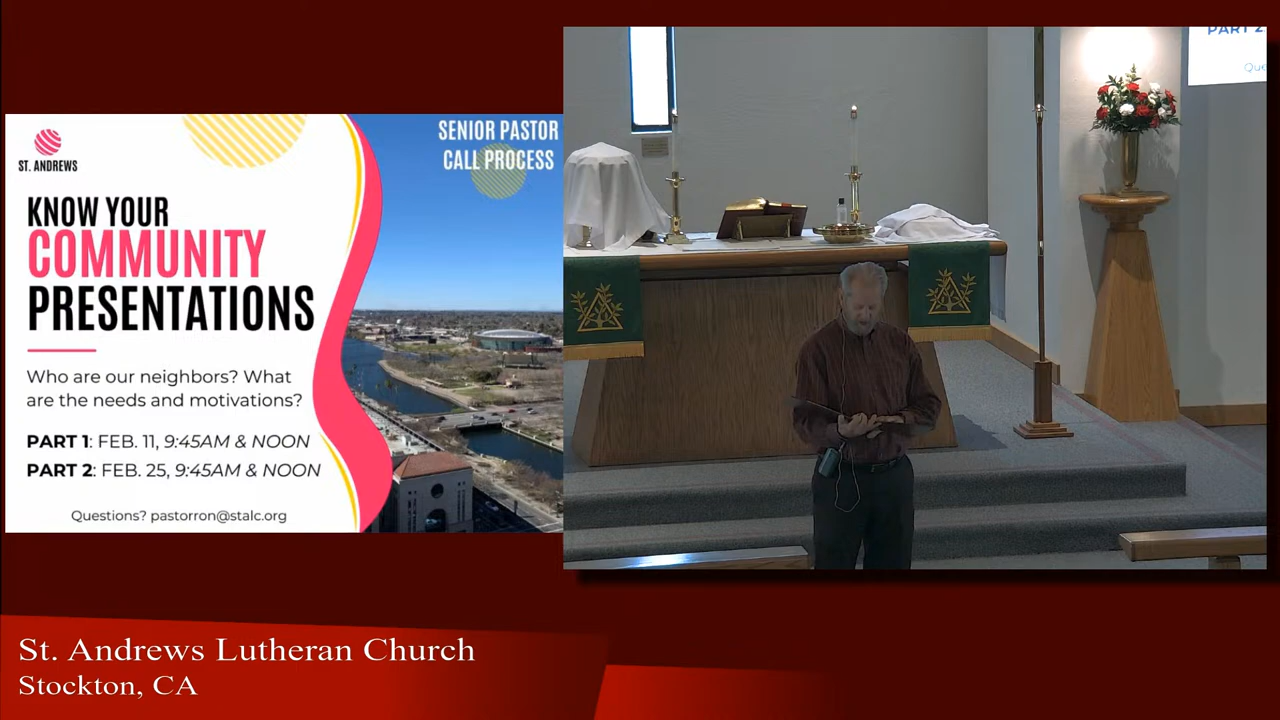 ST. ANDREWS
SENIOR PASTOR
CALL PROCESS
KNOW YOUR
COMMUNITY
PRESENTATIONS
Who are our neighbors? What
are the needs and motivations?
PART 1: FEB. 11, 9:45AM & NOON
PART 2: FEB. 25, 9:45AM & NOON
Questions? pastorron@stalc.org
PART 2
Que
St. Andrews Lutheran Church
Stockton, CA